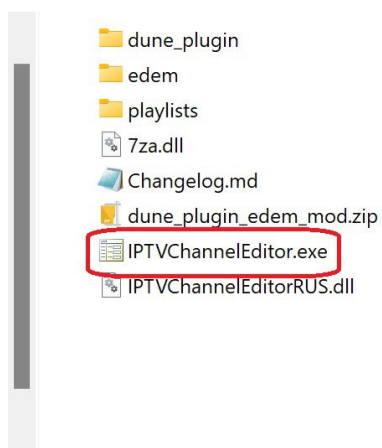 dune_plugin
edem
playlists
7za.dll
Changelog.md
dune_plugin_edem_mod.zip
IPTVChannelEditor.exe
IPTVChannelEditorRUS.dll